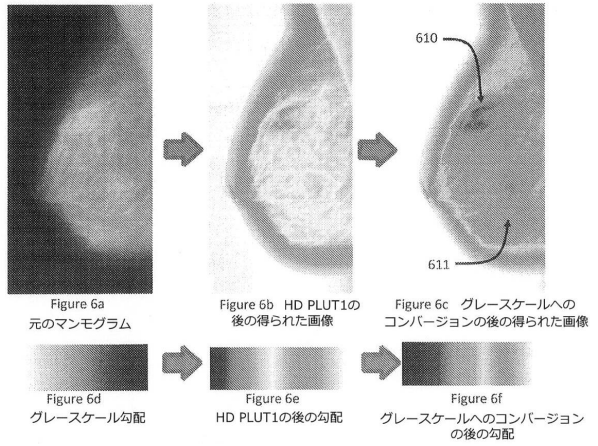 610
611
Figure 6a
元のマンモグラム
Figure 6b HD PLUT1の
後の得られた画像
Figure 6c グレースケールへの
コンバージョンの後の得られた画像
Figure 6d
グレースケール勾配
Figure 6e
HD PLUT1の後の勾配
Figure 6f
グレースケールへのコンバージョン
の後の勾配